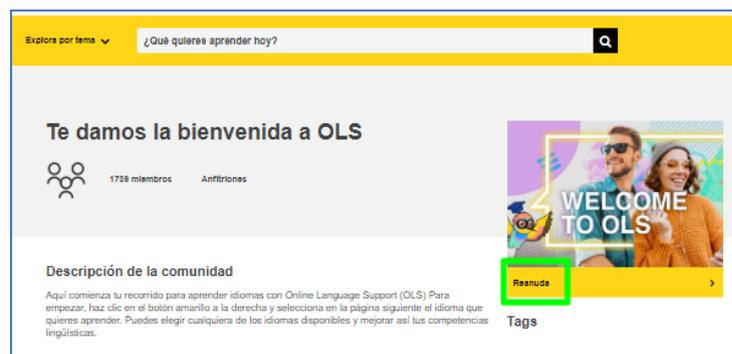 Explora por tema
¿Qué quieres aprender hoy?
Te damos la bienvenida a OLS
1739 miembros Anfitriones
WELCOME
TO OLS
Reanuda
Descripción de la comunidad
Aquí comienza tu recorrido para aprender idiomas con Online Language Support (OLS) Para
empezar, haz clic en el botón amarillo a la derecha y selecciona en la página siguiente el idioma que
quieres aprender. Puedes elegir cualquiera de los idiomas disponibles y mejorar así tus competencias
lingüísticas.
Tags